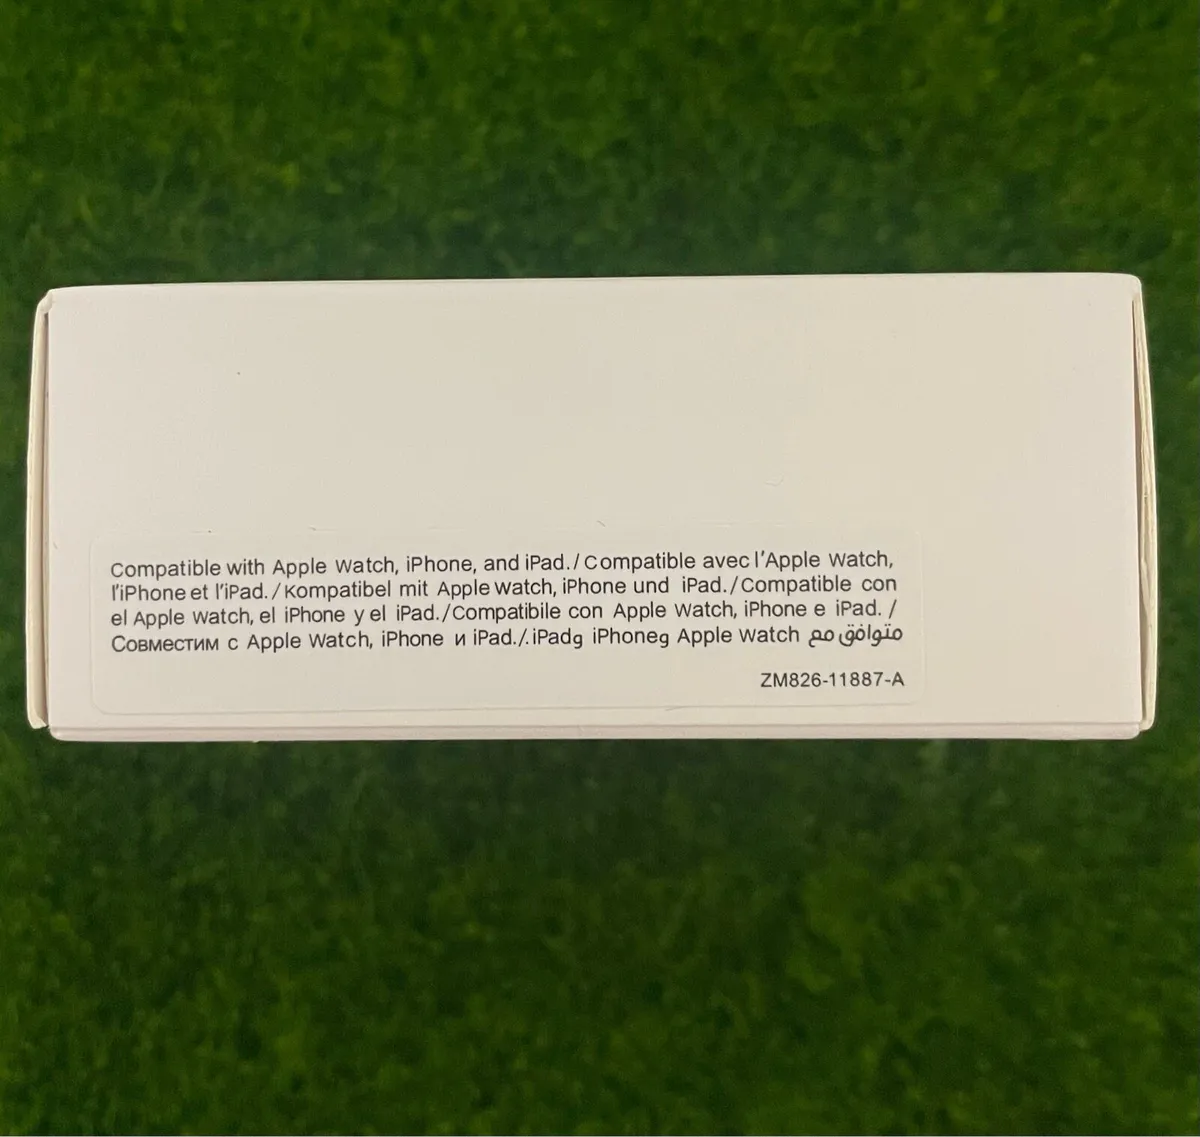 Compatible with Apple Watch, iPhone, and iPad./Compatible avec l’Apple Watch,
l’iPhone et l’iPad./Kompatibel mit Apple Watch, iPhone und iPad./Compatible con
el Apple Watch, el iPhone y el iPad./Compatibile con Apple Watch, iPhone e iPad. /
Совместим с Apple Watch, iPhone и iPad./.iPadو iPhoneو Apple Watch متوافق مع
ZM826-11887-A